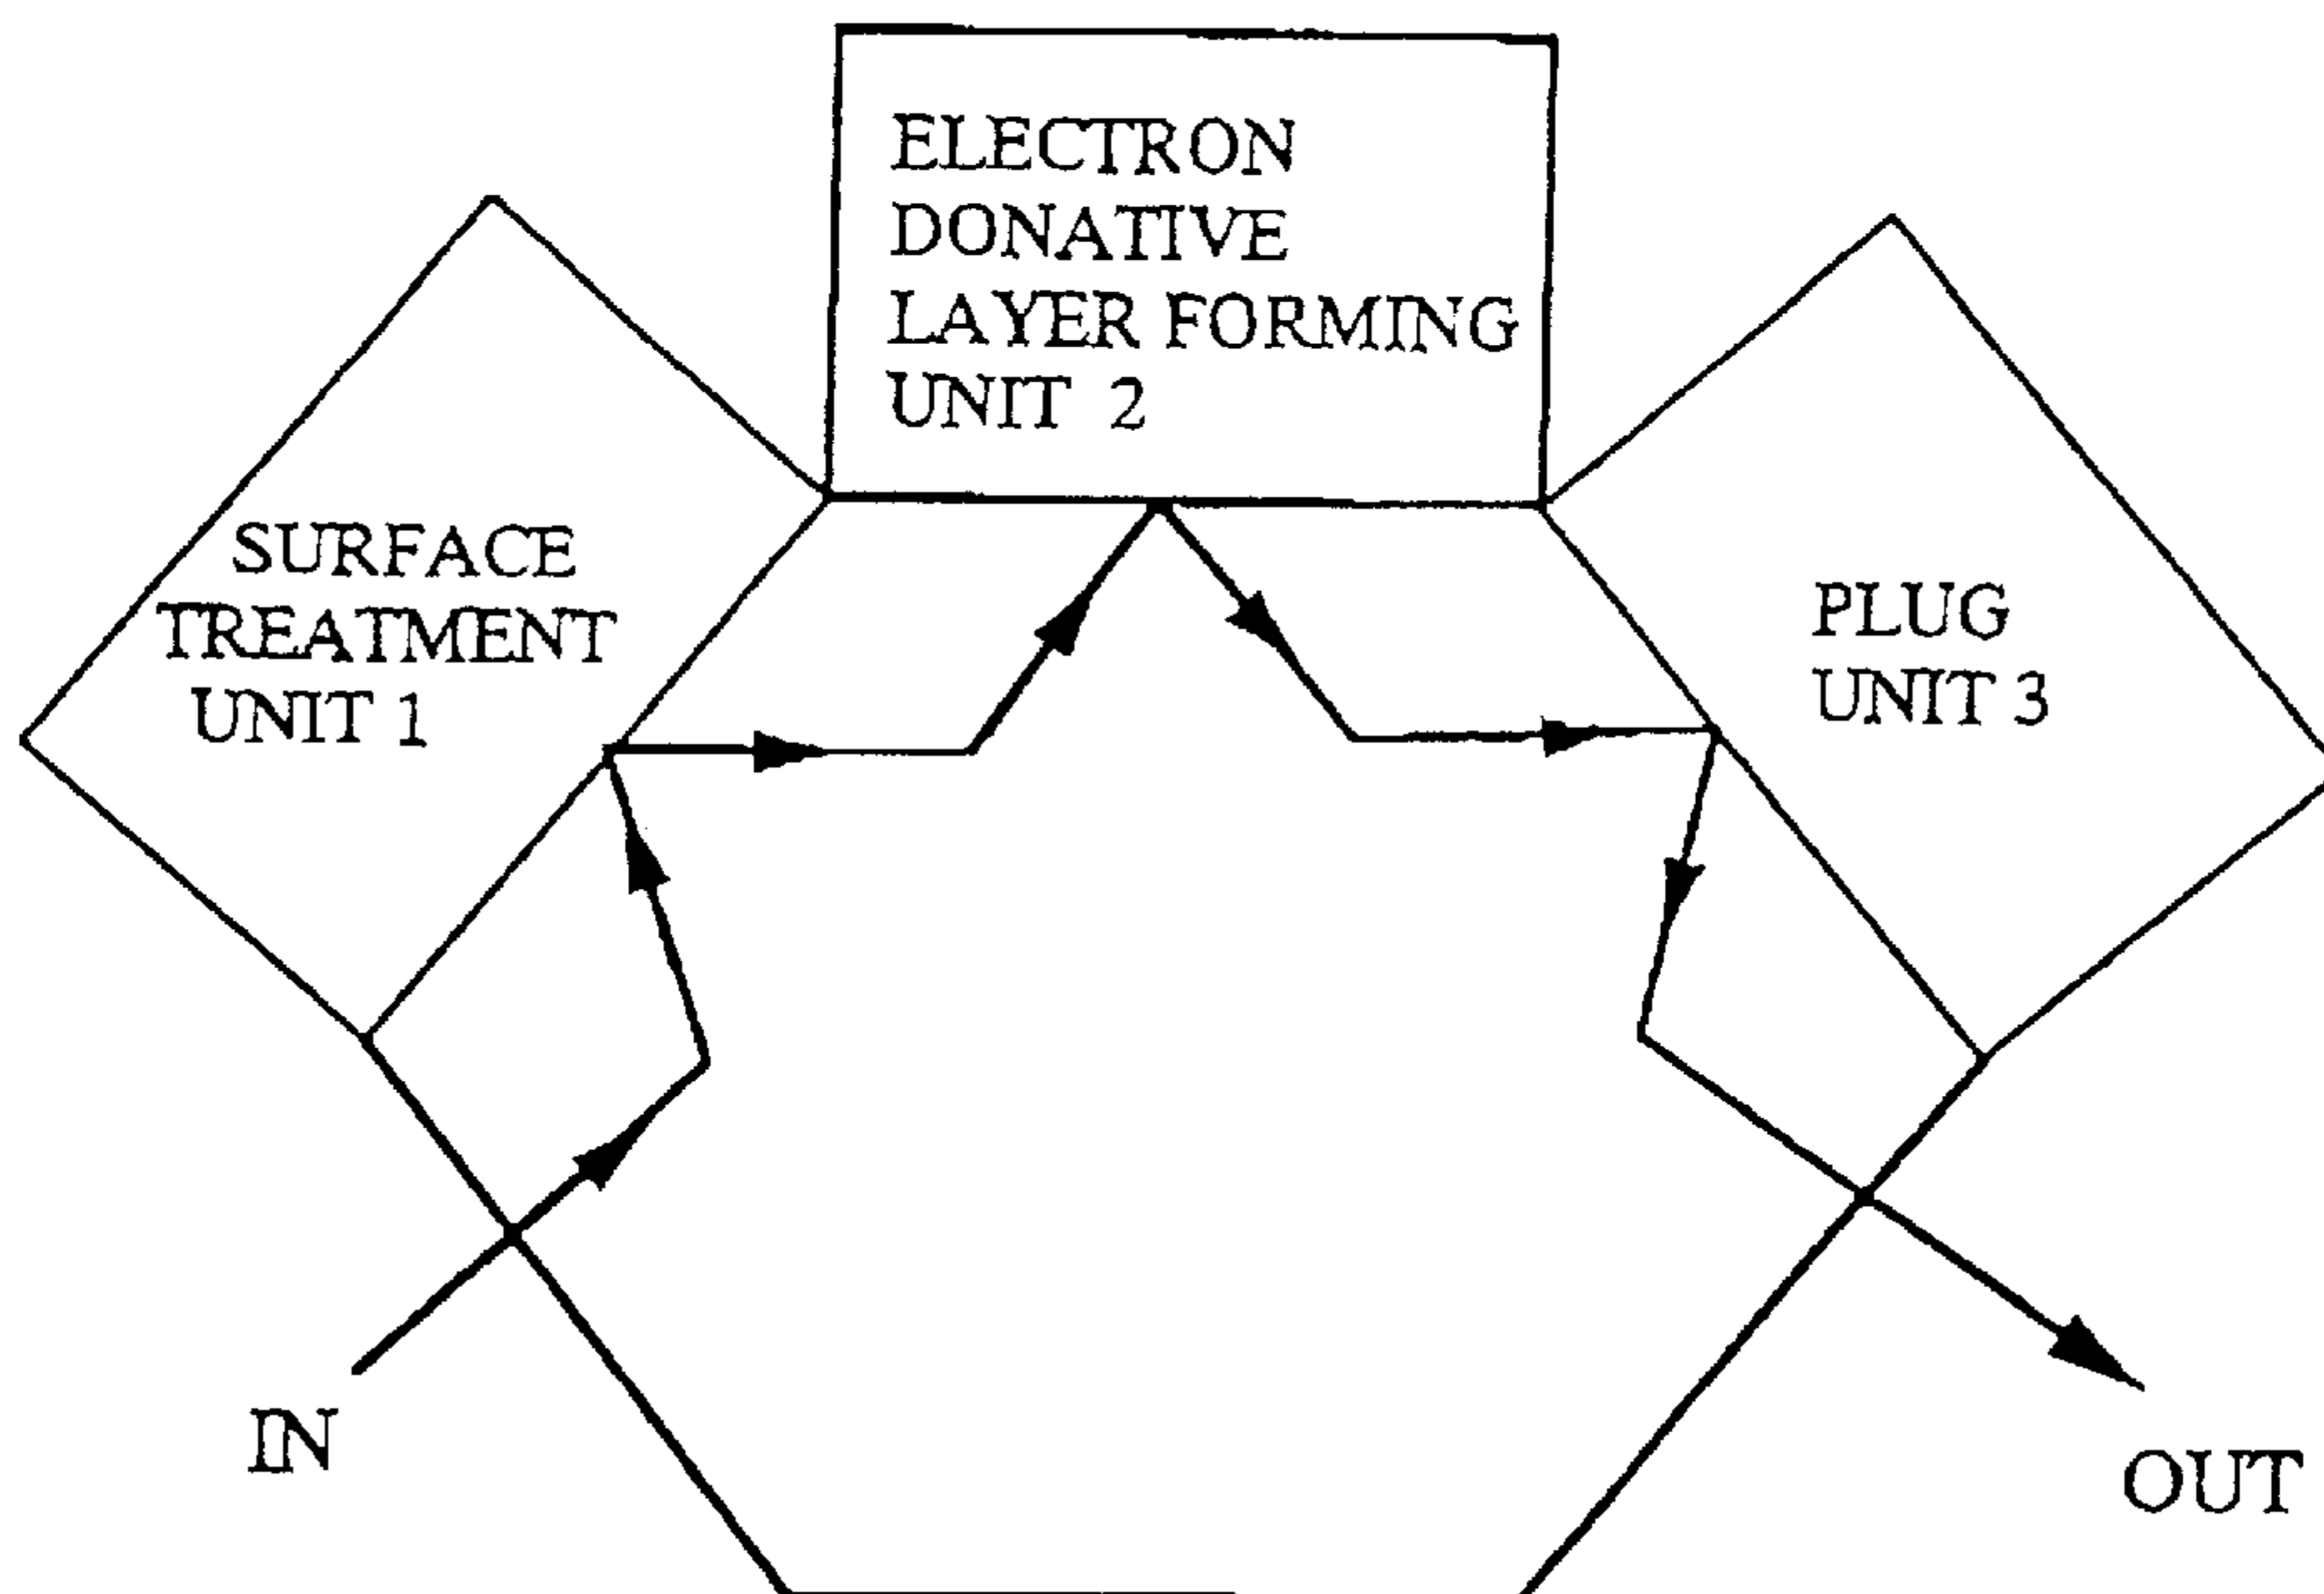 ELECTRON
DONATIVE
LAYER FORMING
UNIT 2
SURFACE
TREATMENT
UNIT 1
PLUG
UNIT 3
IN
OUT